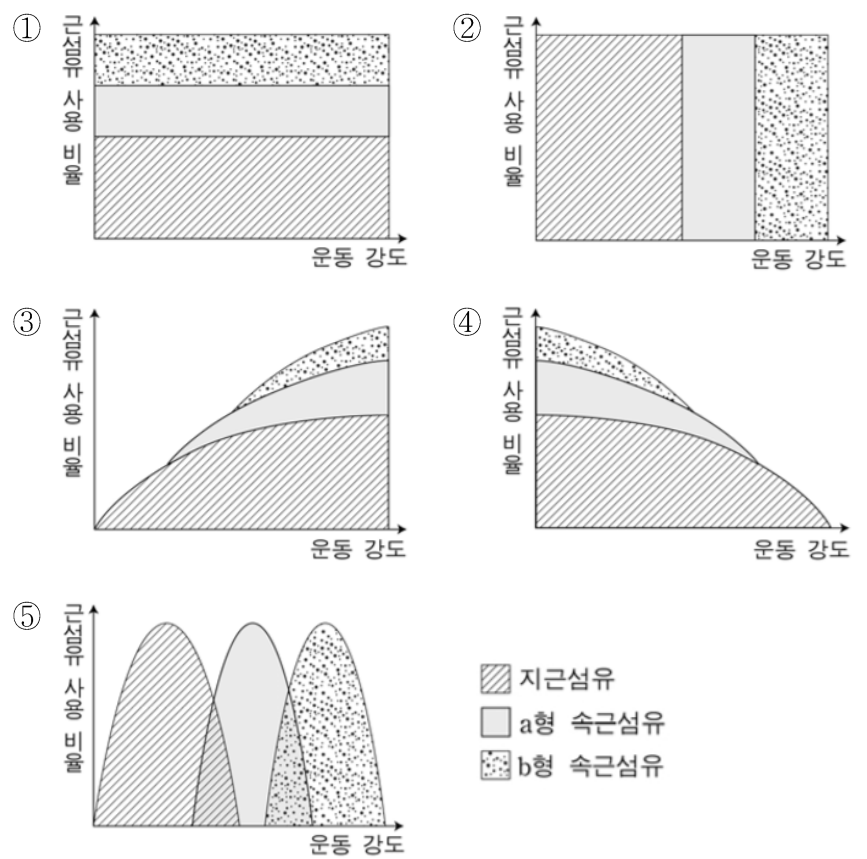 ①
근섬유 사용 비율
운동 강도
②
근섬유 사용 비율
운동 강도
③
근섬유 사용 비율
운동 강도
④
근섬유 사용 비율
운동 강도
⑤
근섬유 사용 비율
운동 강도
지근섬유
a형 속근섬유
b형 속근섬유